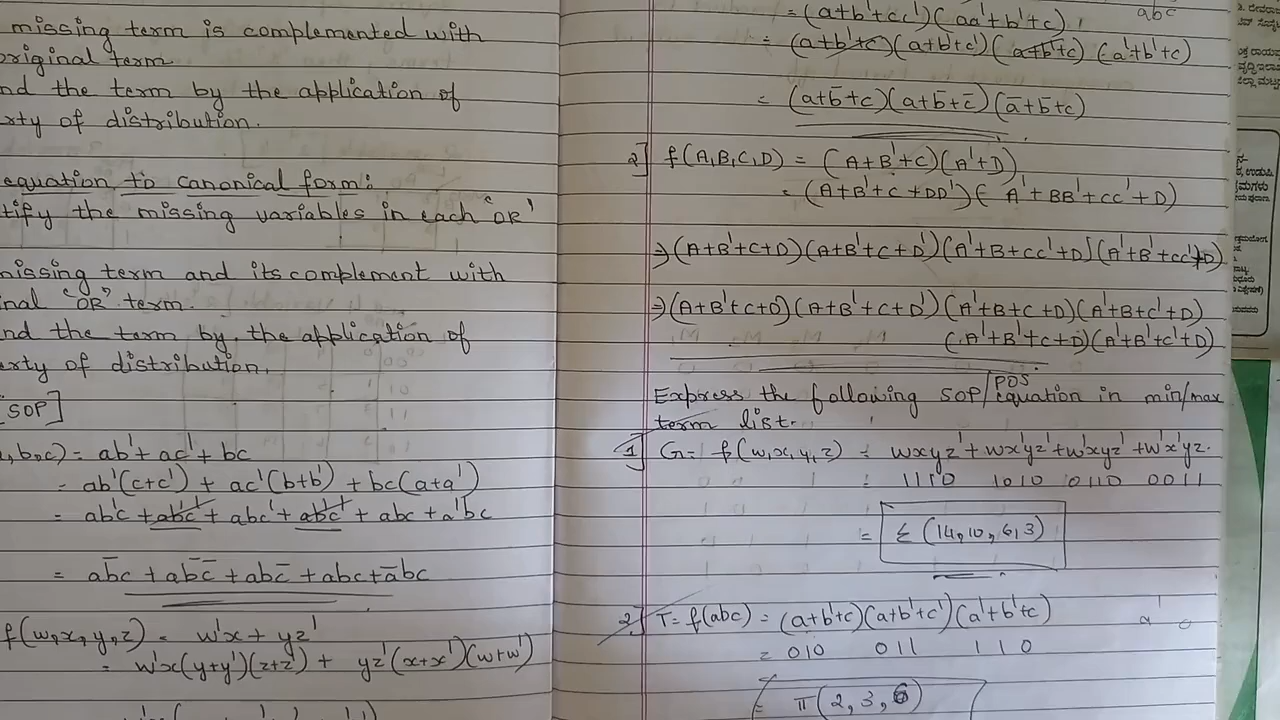 missing term is complemented with
original term
nd the term by the application of
rty of distribution.
equation to canonical form:
tify the missing variables in each 'OR'
missing term and its complement with
nal "OR" term.
nd the term by the application of
erty of distribution.
[SOP]
, b, c) = ab' + ac' + bc
= ab'(c+c') + ac'(b+b') + bc(a+a')
= ab'c + ab'c' + abc' + ab'c' + abc + a'bc
= ab̅c + ab̅c̅ + abc̅ + abc + a̅bc
f(w,x,y,z) = w'x + yz'
= w'x(y+y')(z+z') + yz'(x+x')(w+w')
= (a+b'+cc')(aa'+b'+c)
abc
= (a+b'+c)(a+b'+c')(a+b'+c)(a'+b'+c)
= (a+b̅+c)(a+b̅+c̅)(a̅+b̅+c)
2] f(A,B,C,D) = (A+B'+C)(A'+D)
= (A+B'+C+DD')(A'+BB'+CC'+D)
⇒(A+B'+C+D)(A+B'+C+D')(A'+B+CC'+D](A'+B'+CC'+D)
⇒(A+B'+C+D)(A+B'+C+D')(A'+B+C+D)(A'+B+C'+D)
(A'+B'+C+D)(A'+B'+C'+D)
Express the following SOP/POS equation in min/max
term list.
1] G = f(w,x,y,z) = wxyz' + wx'yz' + w'xyz' + w'x'yz.
= 1110 1010 0110 0011
= Σ(14,10,6,3)
2] T = f(abc) = (a+b'+c)(a+b'+c')(a'+b'+c)
a' 0
= 010 011 110
= π(2,3,6)